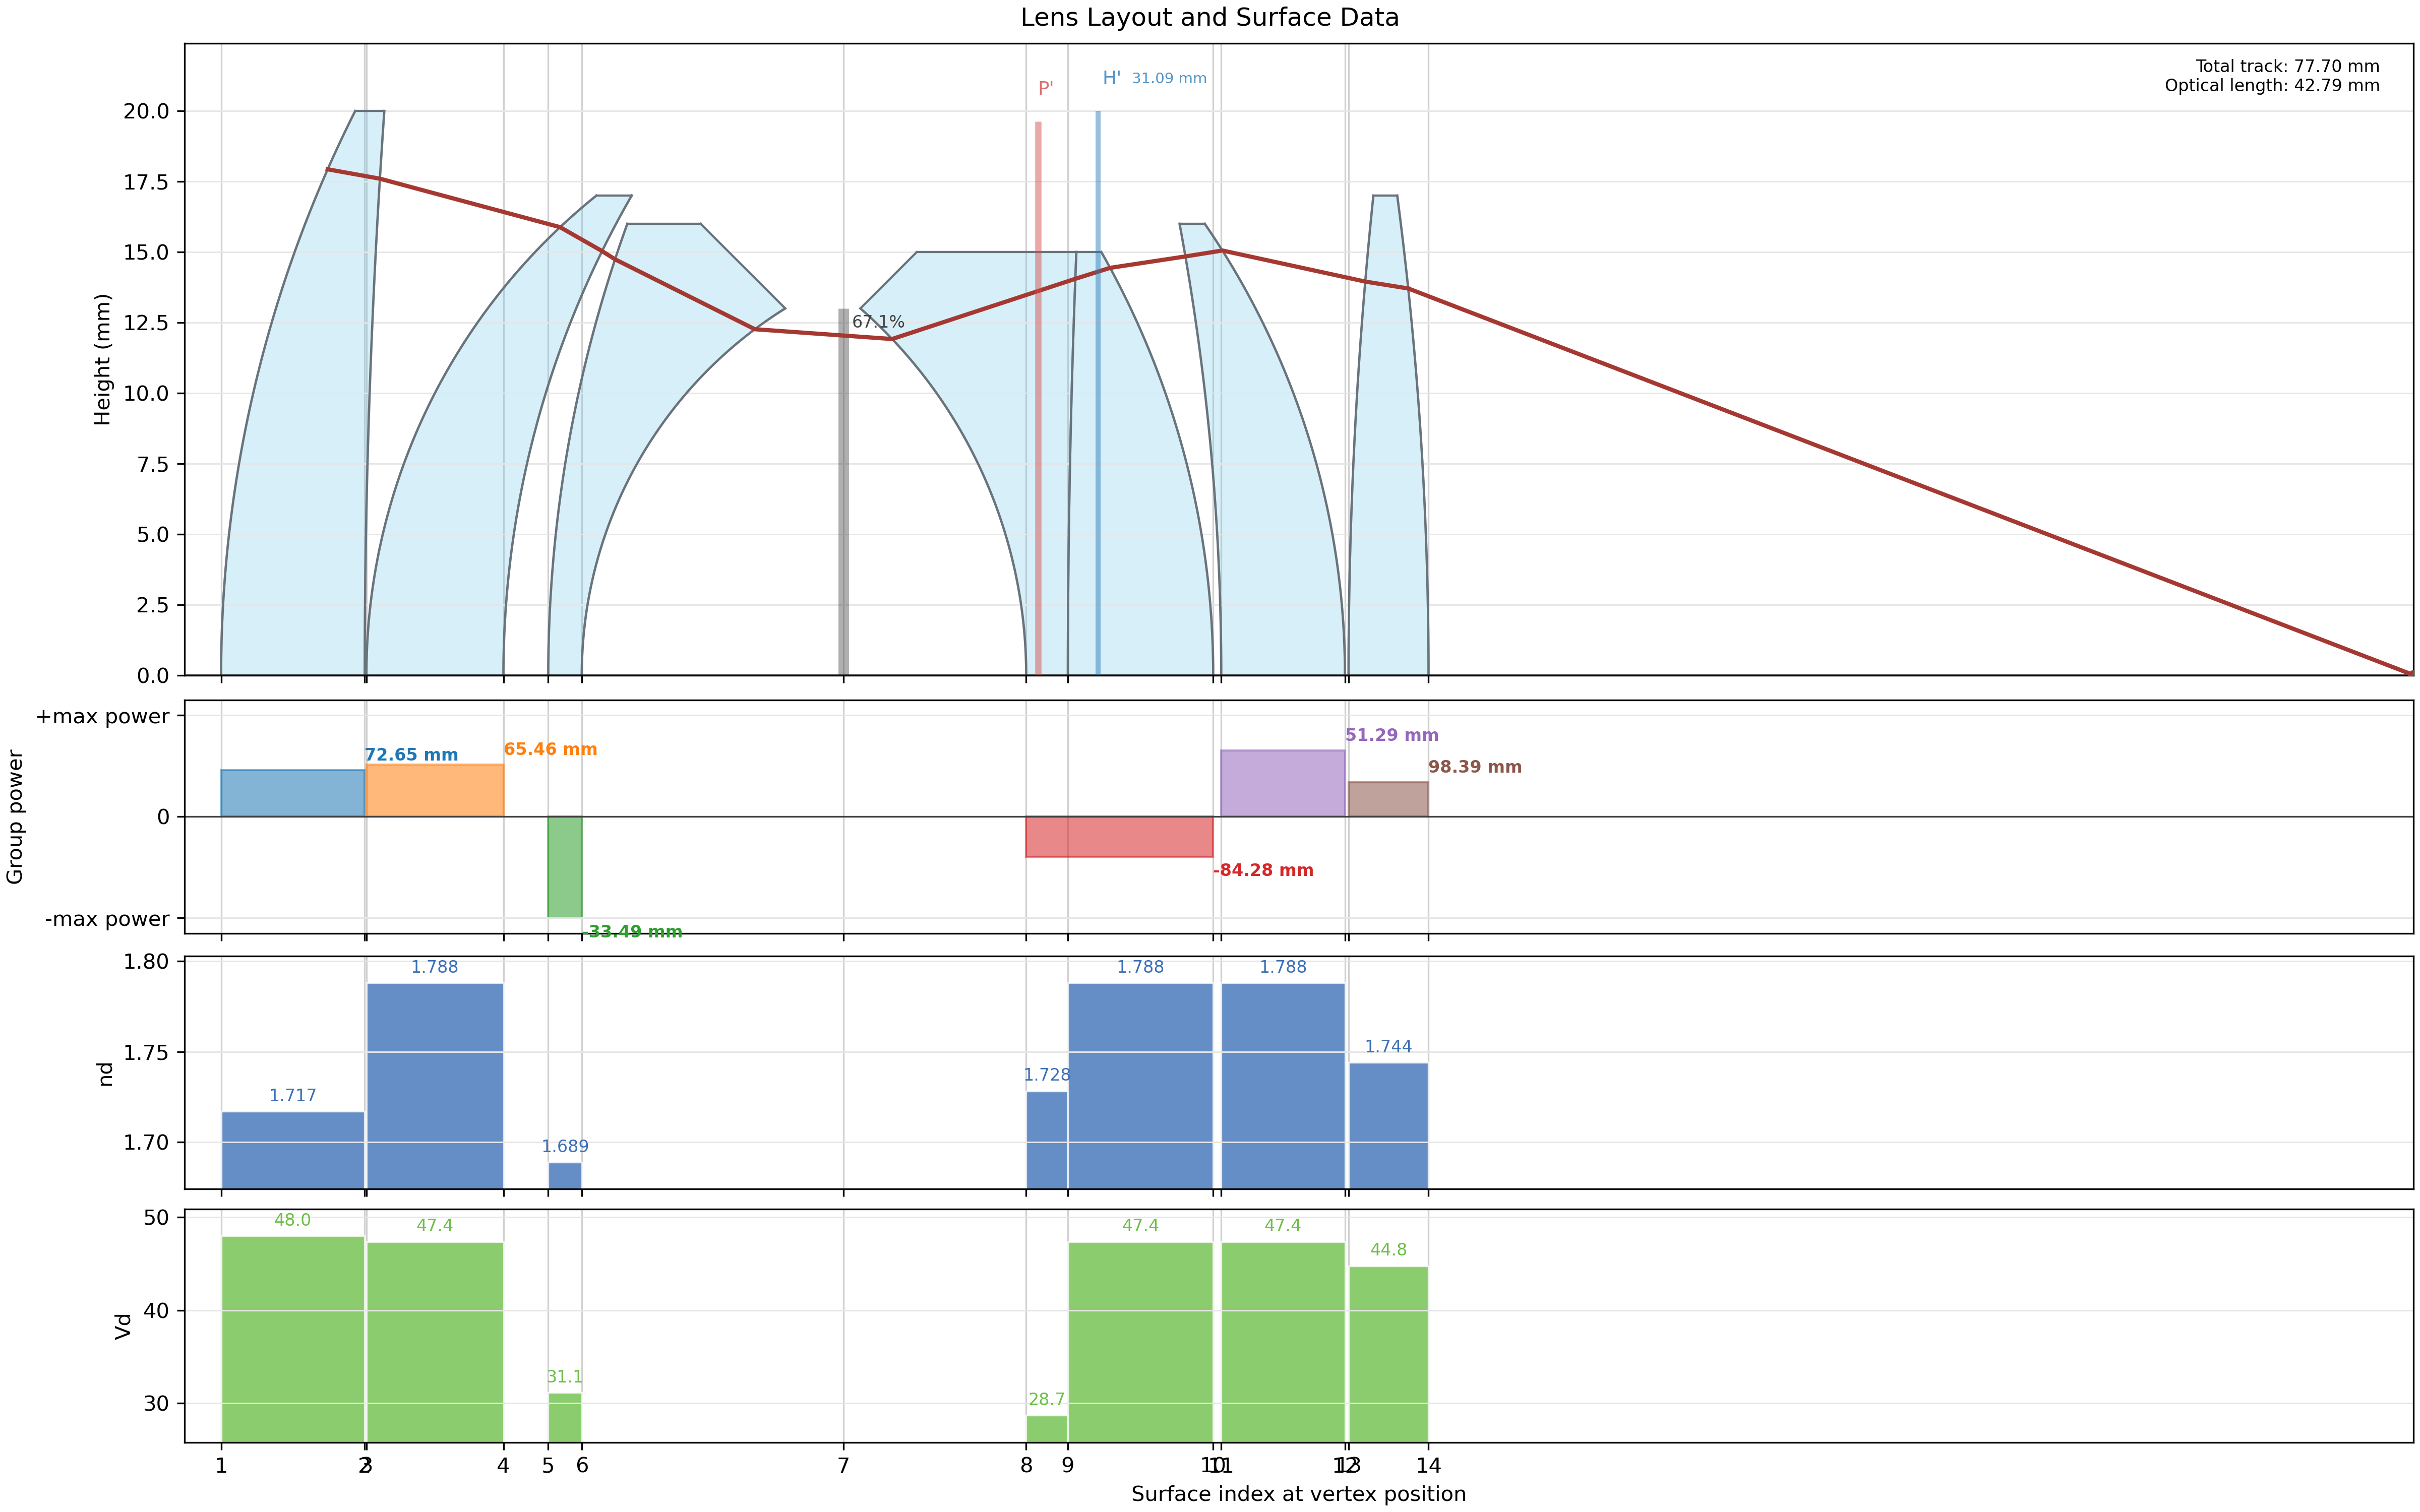 Lens Layout and Surface Data
Total track: 77.70 mm
Optical length: 42.79 mm
P'
H' 31.09 mm
67.1%
Height (mm)
20.0
17.5
15.0
12.5
10.0
7.5
5.0
2.5
0.0
Group power
+max power
0
-max power
72.65 mm
65.46 mm
-33.49 mm
-84.28 mm
51.29 mm
98.39 mm
nd
1.80
1.75
1.70
1.717
1.788
1.689
1.728
1.788
1.788
1.744
Vd
50
40
30
48.0
47.4
31.1
28.7
47.4
47.4
44.8
1 2 3 4 5 6 7 8 9 10 11 12 13 14
Surface index at vertex position